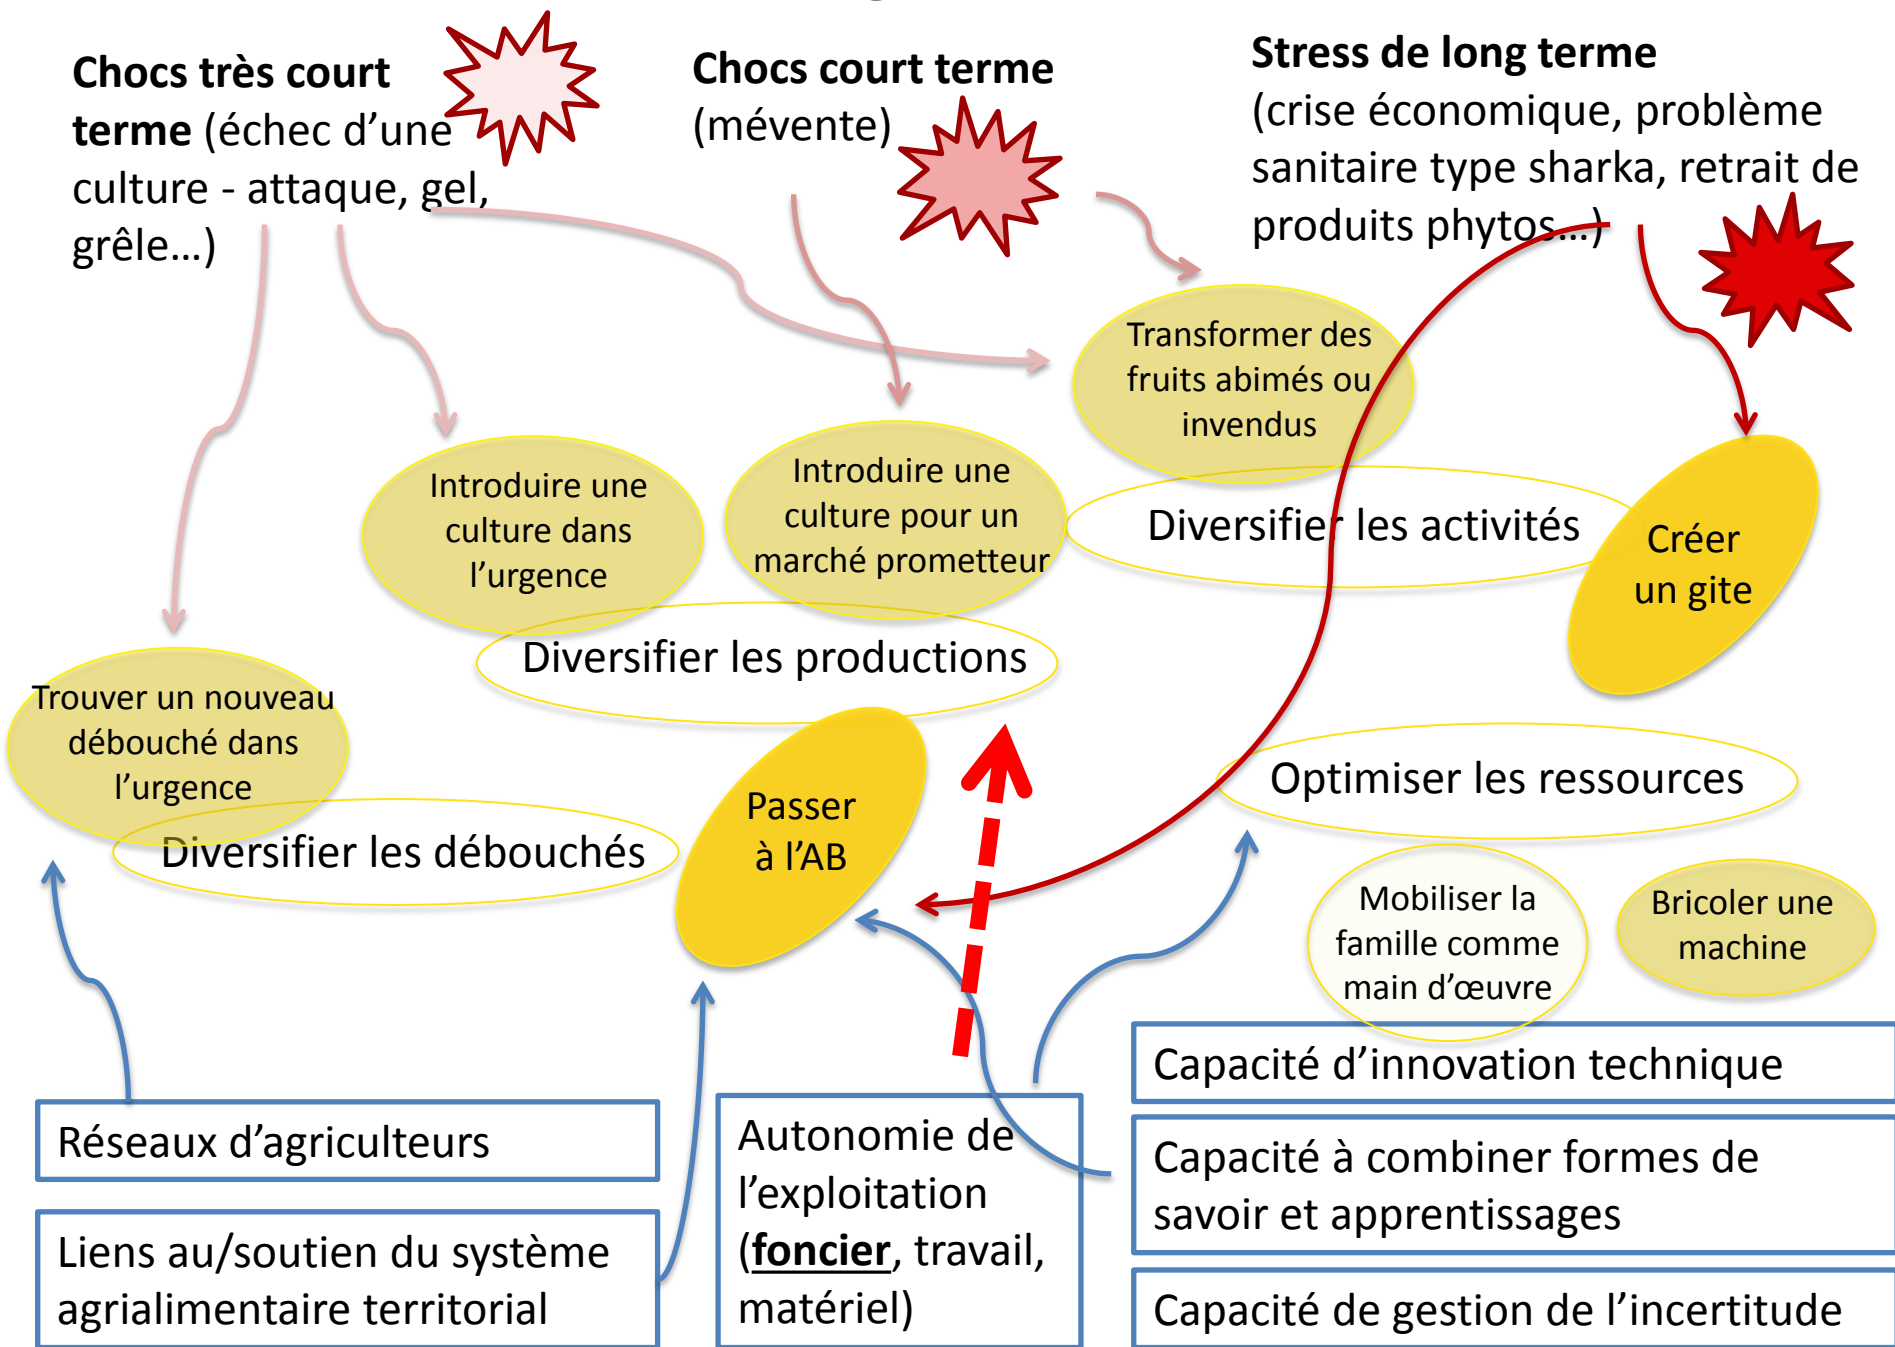 Chocs très court
terme (échec d’une
culture - attaque, gel,
grêle…)
Chocs court terme
(mévente)
Stress de long terme
(crise économique, problème
sanitaire type sharka, retrait de
produits phytos…)
Transformer des
fruits abimés ou
invendus
Introduire une
culture dans
l’urgence
Introduire une
culture pour un
marché prometteur
Diversifier les activités
Créer
un gite
Diversifier les productions
Trouver un nouveau
débouché dans
l’urgence
Diversifier les débouchés
Passer
à l’AB
Optimiser les ressources
Mobiliser la
famille comme
main d’œuvre
Bricoler une
machine
Réseaux d’agriculteurs
Liens au/soutien du système
agrialimentaire territorial
Autonomie de
l’exploitation
(foncier, travail,
matériel)
Capacité d’innovation technique
Capacité à combiner formes de
savoir et apprentissages
Capacité de gestion de l’incertitude